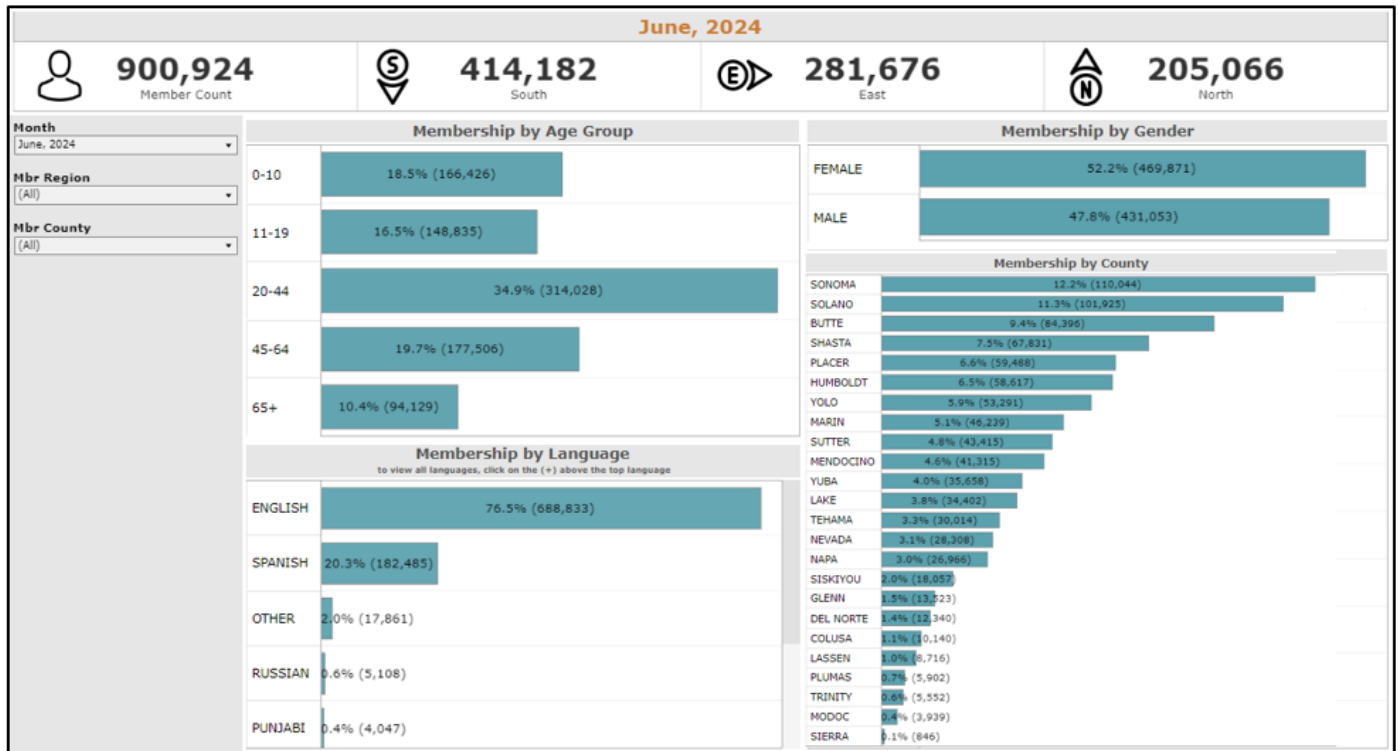 June, 2024
900,924
Member Count
S
414,182
South
E
281,676
East
N
205,066
North
Month
June, 2024
Mbr Region
(All)
Mbr County
(All)
Membership by Age Group
0-10 18.5% (166,426)
11-19 16.5% (148,835)
20-44 34.9% (314,028)
45-64 19.7% (177,506)
65+ 10.4% (94,129)
Membership by Language
to view all languages, click on the (+) above the top language
ENGLISH 76.5% (688,833)
SPANISH 20.3% (182,485)
OTHER 2.0% (17,861)
RUSSIAN 0.6% (5,108)
PUNJABI 0.4% (4,047)
Membership by Gender
FEMALE 52.2% (469,871)
MALE 47.8% (431,053)
Membership by County
SONOMA 12.2% (110,044)
SOLANO 11.3% (101,925)
BUTTE 9.4% (84,396)
SHASTA 7.5% (67,831)
PLACER 6.6% (59,488)
HUMBOLDT 6.5% (58,617)
YOLO 5.9% (53,291)
MARIN 5.1% (46,239)
SUTTER 4.8% (43,415)
MENDOCINO 4.6% (41,315)
YUBA 4.0% (35,658)
LAKE 3.8% (34,402)
TEHAMA 3.3% (30,014)
NEVADA 3.1% (28,308)
NAPA 3.0% (26,966)
SISKIYOU 2.0% (18,057)
GLENN 1.5% (13,523)
DEL NORTE 1.4% (12,340)
COLUSA 1.1% (10,140)
LASSEN 1.0% (8,716)
PLUMAS 0.7% (5,902)
TRINITY 0.6% (5,552)
MODOC 0.4% (3,939)
SIERRA 0.1% (846)